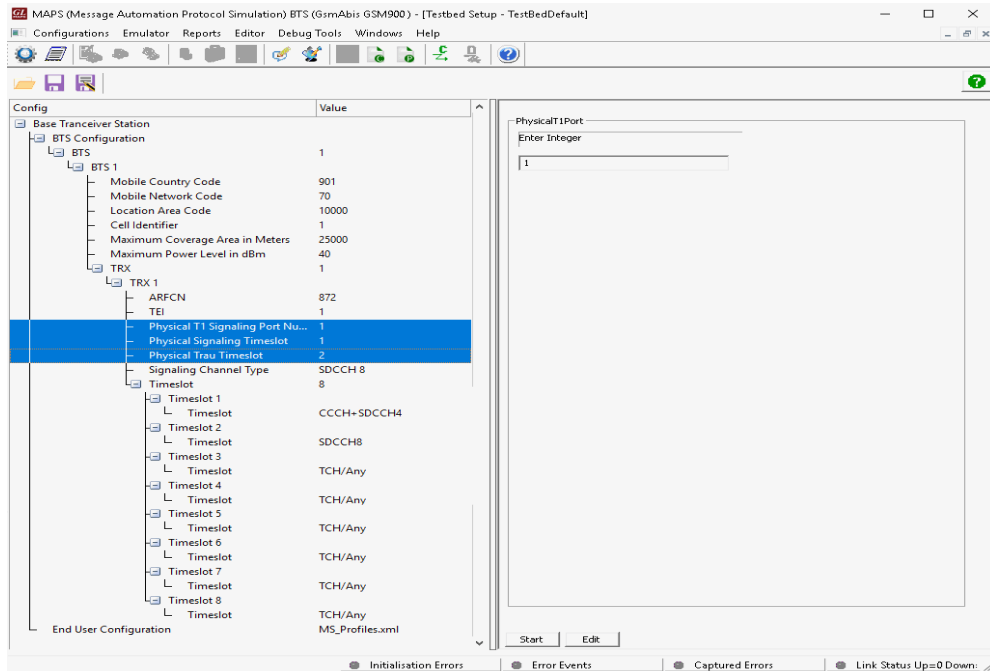 GL MAPS (Message Automation Protocol Simulation) BTS (GsmAbis GSM900 ) - [Testbed Setup - TestBedDefault]
Configurations Emulator Reports Editor Debug Tools Windows Help
Config Value
Base Tranceiver Station
BTS Configuration
BTS 1
BTS 1
Mobile Country Code 901
Mobile Network Code 70
Location Area Code 10000
Cell Identifier 1
Maximum Coverage Area in Meters 25000
Maximum Power Level in dBm 40
TRX 1
TRX 1
ARFCN 872
TEI 1
Physical T1 Signaling Port Nu... 1
Physical Signaling Timeslot 1
Physical Trau Timeslot 2
Signaling Channel Type SDCCH 8
Timeslot 8
Timeslot 1
Timeslot CCCH+SDCCH4
Timeslot 2
Timeslot SDCCH8
Timeslot 3
Timeslot TCH/Any
Timeslot 4
Timeslot TCH/Any
Timeslot 5
Timeslot TCH/Any
Timeslot 6
Timeslot TCH/Any
Timeslot 7
Timeslot TCH/Any
Timeslot 8
Timeslot TCH/Any
End User Configuration MS_Profiles.xml
PhysicalT1Port
Enter Integer
1
Start Edit
Initialisation Errors Error Events Captured Errors Link Status Up=0 Down: